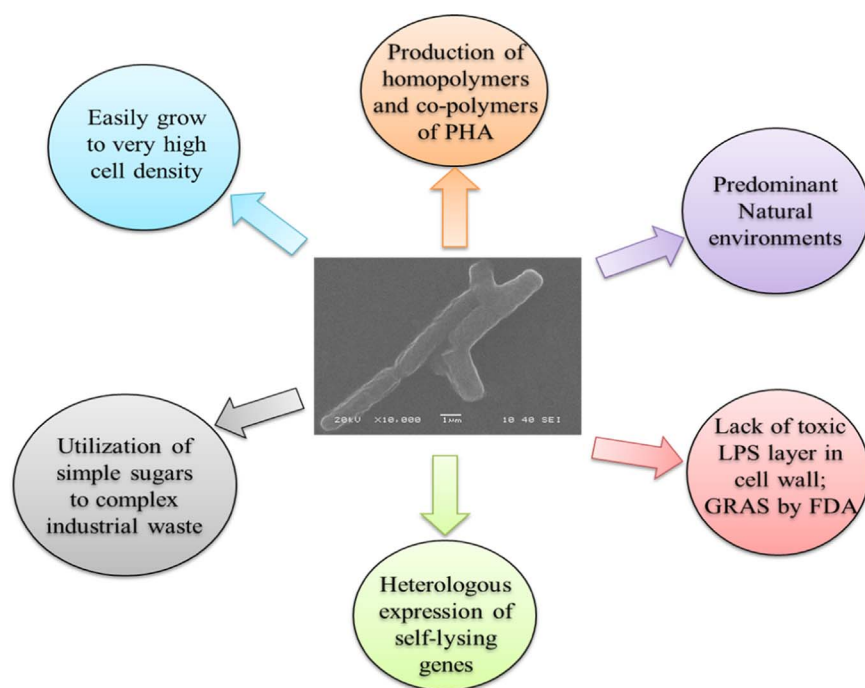 Production of
homopolymers
and co-polymers
of PHA
Easily grow
to very high
cell density
Predominant
Natural
environments
20kV ×10,000 1μm 10 40 SEI
Utilization of
simple sugars
to complex
industrial waste
Lack of toxic
LPS layer in
cell wall;
GRAS by FDA
Heterologous
expression of
self-lysing
genes